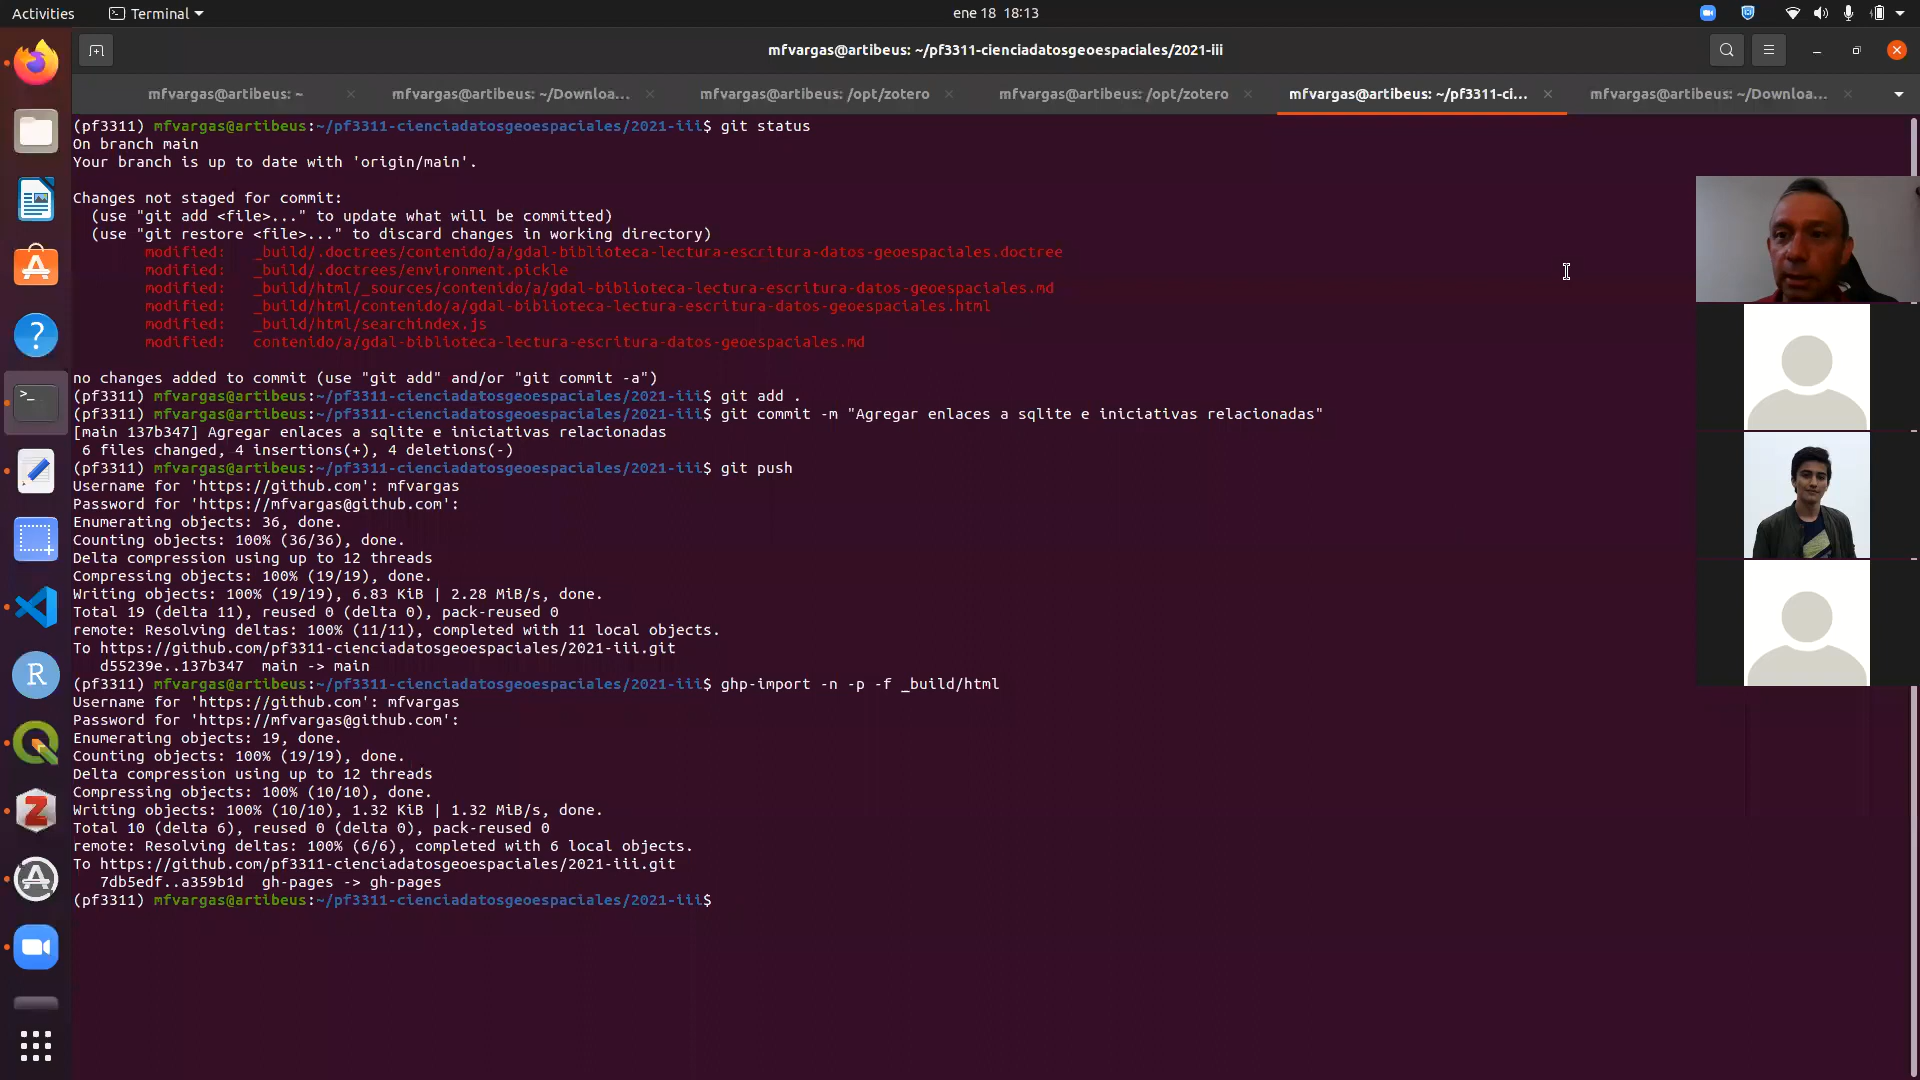 Activities
Terminal
ene 18 18:13
mfvargas@artibeus: ~/pf3311-cienciadatosgeoespaciales/2021-iii
mfvargas@artibeus: ~
mfvargas@artibeus: ~/Downloa...
mfvargas@artibeus: /opt/zotero
mfvargas@artibeus: /opt/zotero
mfvargas@artibeus: ~/pf3311-ci...
mfvargas@artibeus: ~/Downloa...
(pf3311) mfvargas@artibeus:~/pf3311-cienciadatosgeoespaciales/2021-iii$ git status
On branch main
Your branch is up to date with 'origin/main'.
Changes not staged for commit:
(use "git add <file>..." to update what will be committed)
(use "git restore <file>..." to discard changes in working directory)
modified: _build/.doctrees/contenido/a/gdal-biblioteca-lectura-escritura-datos-geoespaciales.doctree
modified: _build/.doctrees/environment.pickle
modified: _build/html/_sources/contenido/a/gdal-biblioteca-lectura-escritura-datos-geoespaciales.md
modified: _build/html/contenido/a/gdal-biblioteca-lectura-escritura-datos-geoespaciales.html
modified: _build/html/searchindex.js
modified: contenido/a/gdal-biblioteca-lectura-escritura-datos-geoespaciales.md
no changes added to commit (use "git add" and/or "git commit -a")
(pf3311) mfvargas@artibeus:~/pf3311-cienciadatosgeoespaciales/2021-iii$ git add .
(pf3311) mfvargas@artibeus:~/pf3311-cienciadatosgeoespaciales/2021-iii$ git commit -m "Agregar enlaces a sqlite e iniciativas relacionadas"
[main 137b347] Agregar enlaces a sqlite e iniciativas relacionadas
6 files changed, 4 insertions(+), 4 deletions(-)
(pf3311) mfvargas@artibeus:~/pf3311-cienciadatosgeoespaciales/2021-iii$ git push
Username for 'https://github.com': mfvargas
Password for 'https://mfvargas@github.com':
Enumerating objects: 36, done.
Counting objects: 100% (36/36), done.
Delta compression using up to 12 threads
Compressing objects: 100% (19/19), done.
Writing objects: 100% (19/19), 6.83 KiB | 2.28 MiB/s, done.
Total 19 (delta 11), reused 0 (delta 0), pack-reused 0
remote: Resolving deltas: 100% (11/11), completed with 11 local objects.
To https://github.com/pf3311-cienciadatosgeoespaciales/2021-iii.git
d55239e..137b347 main -> main
(pf3311) mfvargas@artibeus:~/pf3311-cienciadatosgeoespaciales/2021-iii$ ghp-import -n -p -f _build/html
Username for 'https://github.com': mfvargas
Password for 'https://mfvargas@github.com':
Enumerating objects: 19, done.
Counting objects: 100% (19/19), done.
Delta compression using up to 12 threads
Compressing objects: 100% (10/10), done.
Writing objects: 100% (10/10), 1.32 KiB | 1.32 MiB/s, done.
Total 10 (delta 6), reused 0 (delta 0), pack-reused 0
remote: Resolving deltas: 100% (6/6), completed with 6 local objects.
To https://github.com/pf3311-cienciadatosgeoespaciales/2021-iii.git
7db5edf..a359b1d gh-pages -> gh-pages
(pf3311) mfvargas@artibeus:~/pf3311-cienciadatosgeoespaciales/2021-iii$